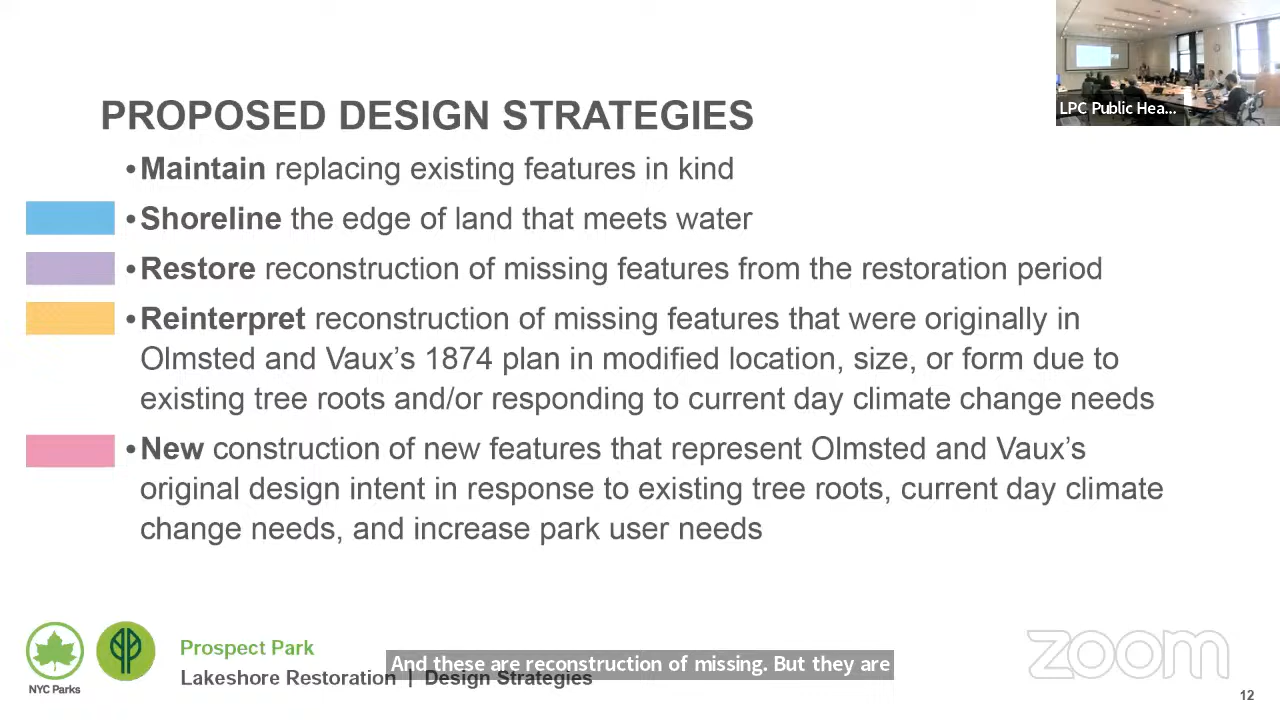 LPC Public Hea...
PROPOSED DESIGN STRATEGIES
•Maintain replacing existing features in kind
•Shoreline the edge of land that meets water
•Restore reconstruction of missing features from the restoration period
•Reinterpret reconstruction of missing features that were originally in
Olmsted and Vaux’s 1874 plan in modified location, size, or form due to
existing tree roots and/or responding to current day climate change needs
•New construction of new features that represent Olmsted and Vaux’s
original design intent in response to existing tree roots, current day climate
change needs, and increase park user needs
NYC Parks
Prospect Park
Lakeshore Restoration | Design Strategies
And these are reconstruction of missing. But they are
zoom
12